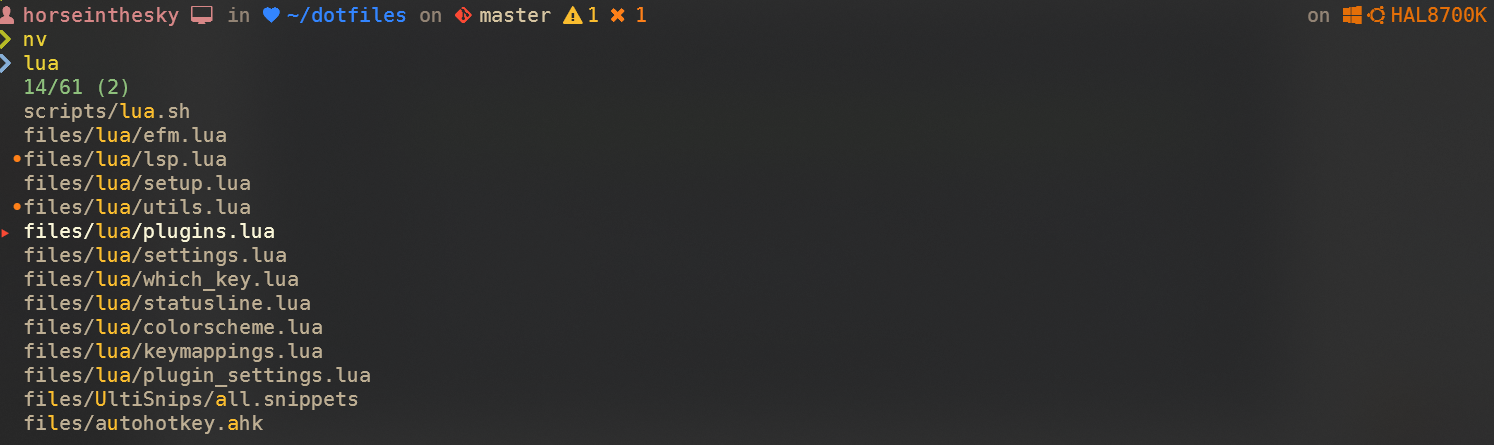 horseinthesky in ~/dotfiles on master 1 ✖ 1 on HAL8700K
nv
lua
14/61 (2)
scripts/lua.sh
files/lua/efm.lua
files/lua/lsp.lua
files/lua/setup.lua
files/lua/utils.lua
files/lua/plugins.lua
files/lua/settings.lua
files/lua/which_key.lua
files/lua/statusline.lua
files/lua/colorscheme.lua
files/lua/keymappings.lua
files/lua/plugin_settings.lua
files/UltiSnips/all.snippets
files/autohotkey.ahk